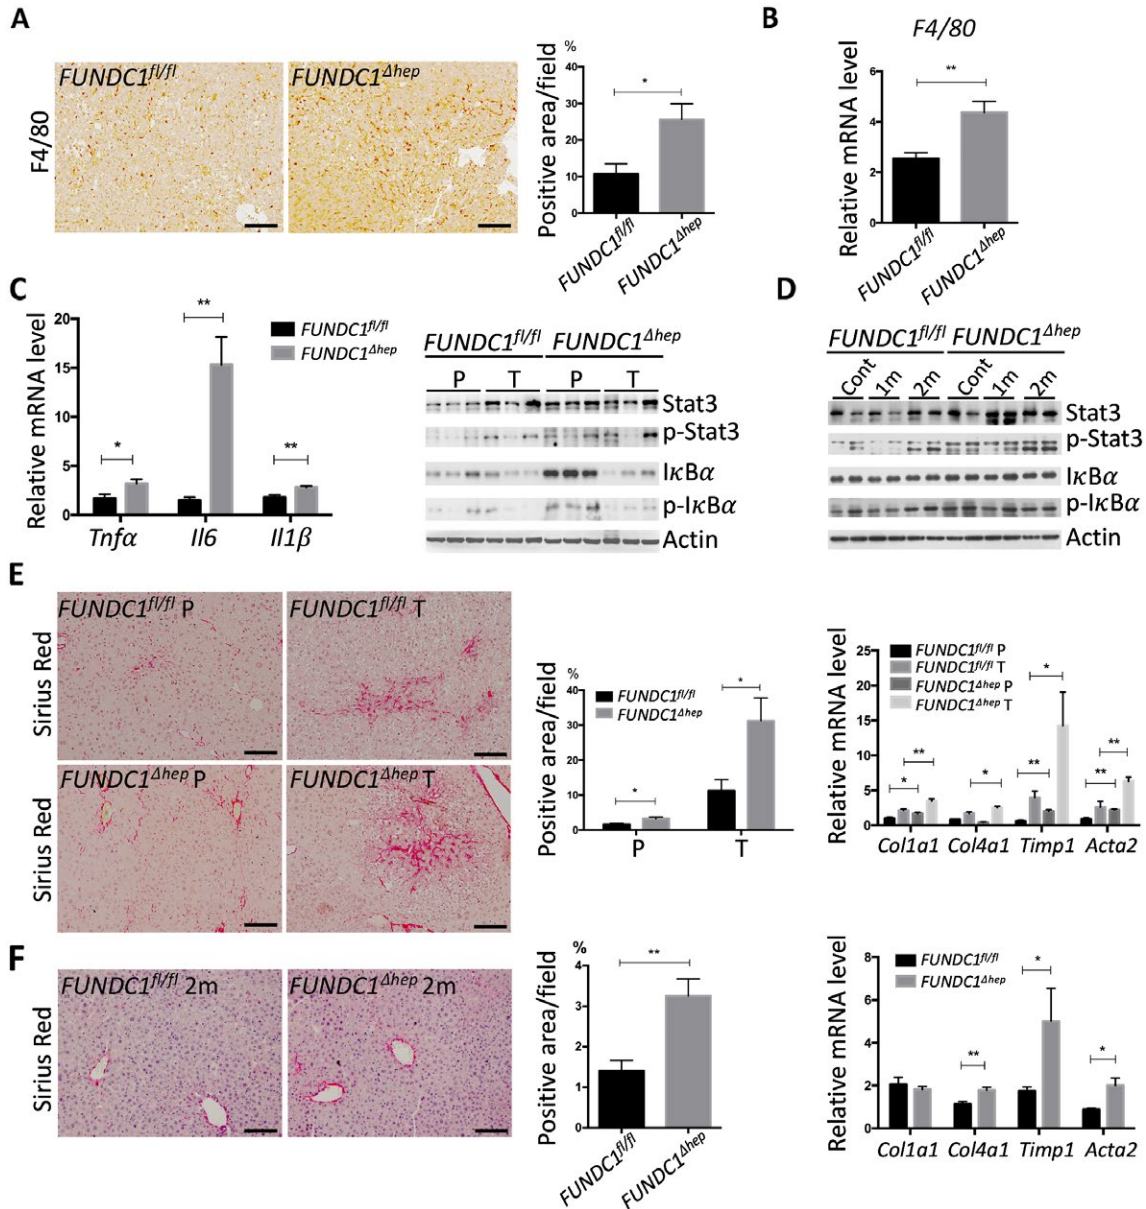 A
F4/80
FUNDC1fl/fl
FUNDC1Δhep
Positive area/field
%
40
30
20
10
0
*
FUNDC1fl/fl
FUNDC1Δhep
B
F4/80
Relative mRNA level
6
4
2
0
**
FUNDC1fl/fl
FUNDC1Δhep
C
Relative mRNA level
20
15
10
5
0
*
**
**
FUNDC1fl/fl
FUNDC1Δhep
Tnfα Il6 Il1β
FUNDC1fl/fl FUNDC1Δhep
P T P T
Stat3
p-Stat3
IκBα
p-IκBα
Actin
D
FUNDC1fl/fl FUNDC1Δhep
Cont 1m 2m Cont 1m 2m
Stat3
p-Stat3
IκBα
p-IκBα
Actin
E
Sirius Red
FUNDC1fl/fl P
FUNDC1fl/fl T
Sirius Red
FUNDC1Δhep P
FUNDC1Δhep T
Positive area/field
%
40
30
20
10
0
FUNDC1fl/fl
FUNDC1Δhep
*
*
P T
Relative mRNA level
25
20
15
10
5
0
FUNDC1fl/fl P
FUNDC1fl/fl T
FUNDC1Δhep P
FUNDC1Δhep T
*
**
*
**
*
**
**
Col1a1 Col4a1 Timp1 Acta2
F
Sirius Red
FUNDC1fl/fl 2m
FUNDC1Δhep 2m
Positive area/field
%
4
3
2
1
0
**
FUNDC1fl/fl
FUNDC1Δhep
Relative mRNA level
8
6
4
2
0
FUNDC1fl/fl
FUNDC1Δhep
**
*
*
Col1a1 Col4a1 Timp1 Acta2